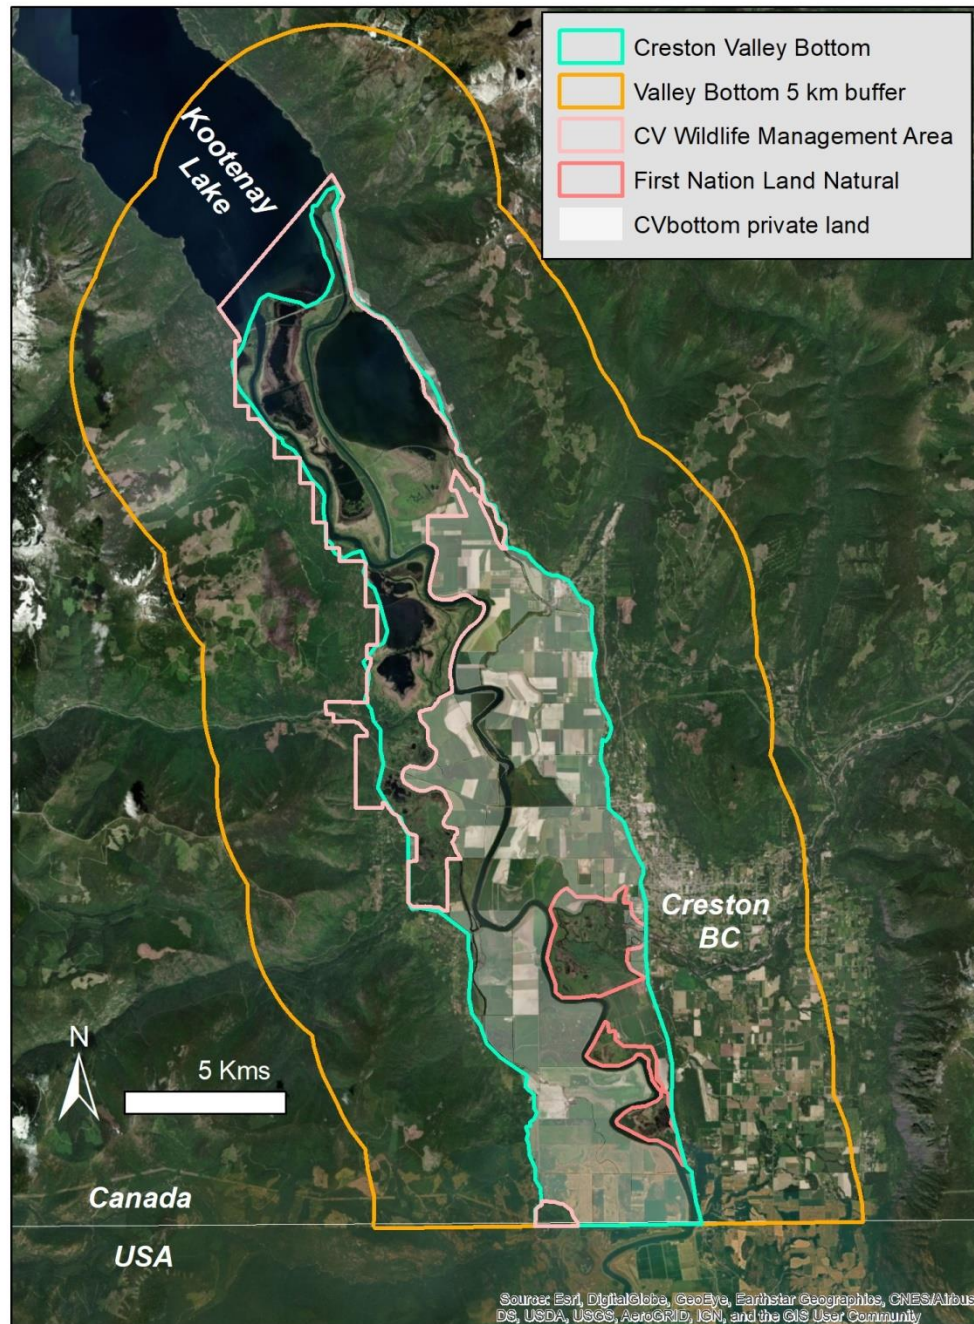 Creston Valley Bottom
Valley Bottom 5 km buffer
CV Wildlife Management Area
First Nation Land Natural
CVbottom private land
Kootenay
Lake
Creston
BC
N
5 Kms
Canada
USA
Source: Esri, DigitalGlobe, GeoEye, Earthstar Geographics, CNES/Airbus
DS, USDA, USGS, AeroGRID, IGN, and the GIS User Community